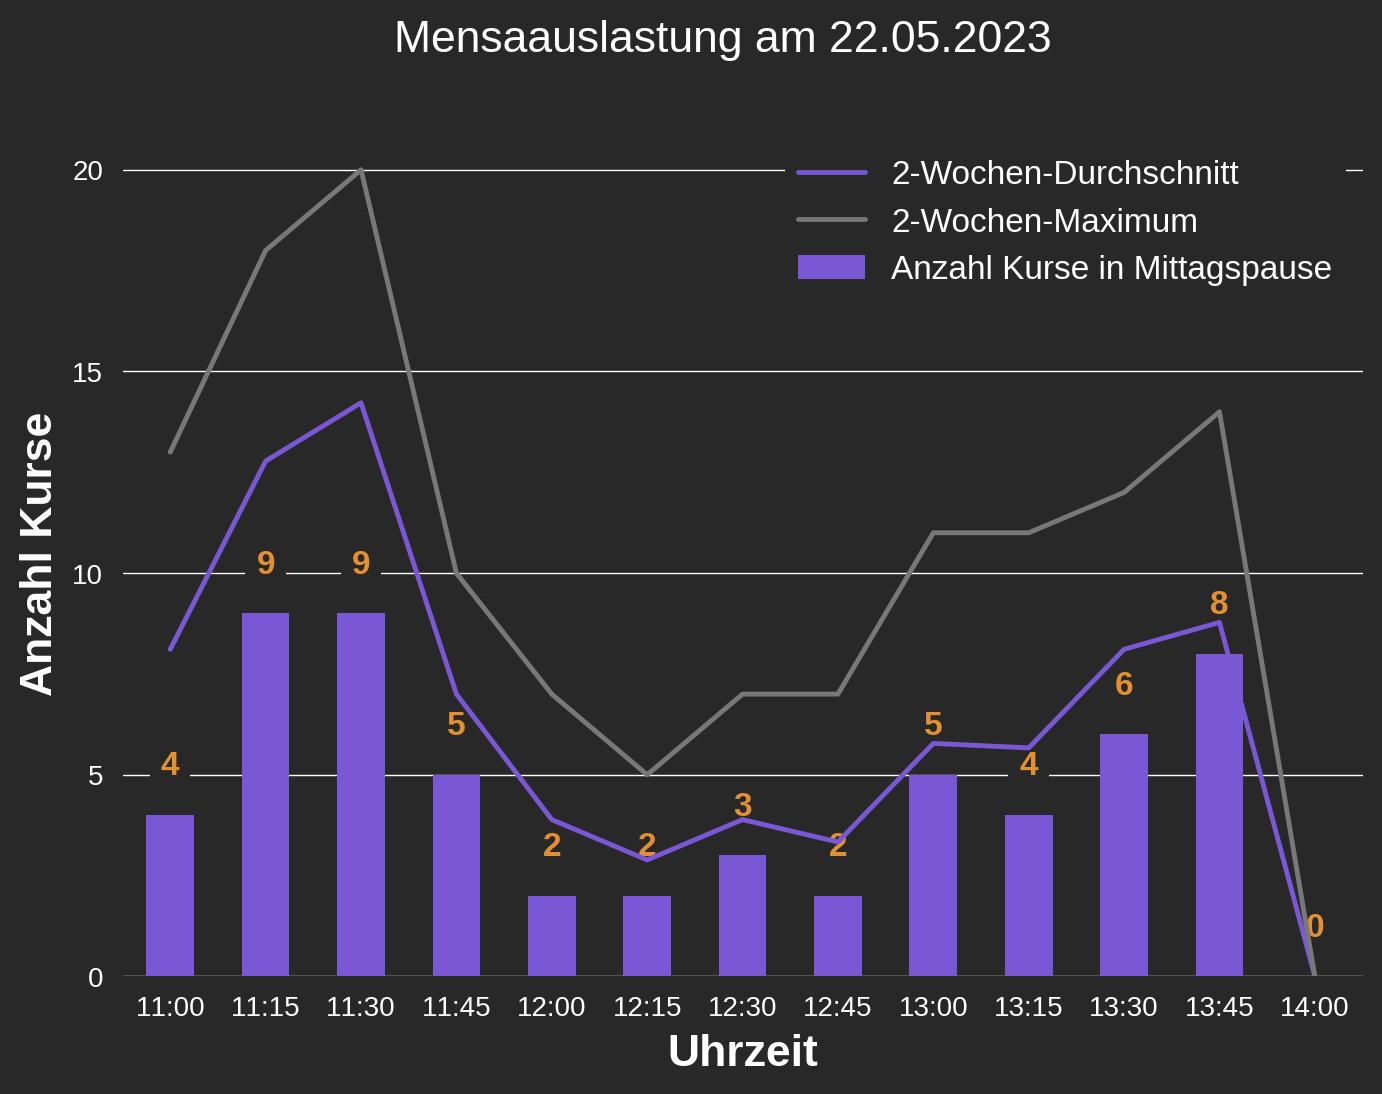 Mensaauslastung am 22.05.2023
2-Wochen-Durchschnitt
2-Wochen-Maximum
Anzahl Kurse in Mittagspause
Anzahl Kurse
20
15
10
5
0
4
9
9
5
2
2
3
2
5
4
6
8
0
11:00 11:15 11:30 11:45 12:00 12:15 12:30 12:45 13:00 13:15 13:30 13:45 14:00
Uhrzeit